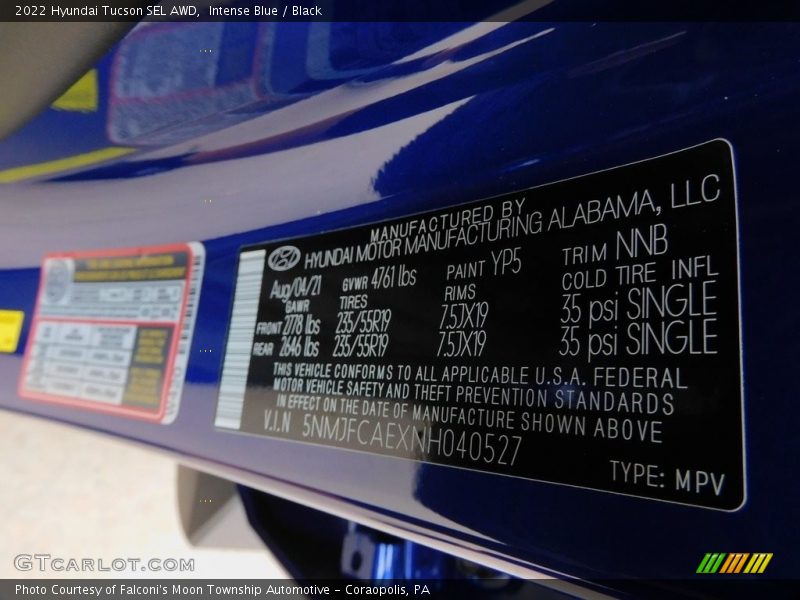 2022 Hyundai Tucson SEL AWD, Intense Blue / Black
MANUFACTURED BY
HYUNDAI MOTOR MANUFACTURING ALABAMA, LLC
Aug/04/21 GVWR 4761 lbs PAINT YP5 TRIM NNB
GAWR TIRES RIMS COLD TIRE INFL
FRONT 2778 lbs 235/55R19 7.5JX19 35 psi SINGLE
REAR 2646 lbs 235/55R19 7.5JX19 35 psi SINGLE
THIS VEHICLE CONFORMS TO ALL APPLICABLE U.S.A. FEDERAL
MOTOR VEHICLE SAFETY AND THEFT PREVENTION STANDARDS
IN EFFECT ON THE DATE OF MANUFACTURE SHOWN ABOVE
V.I.N 5NMJFCAEXNH040527
TYPE: MPV
GTCARLOT.COM
Photo Courtesy of Falconi's Moon Township Automotive - Coraopolis, PA